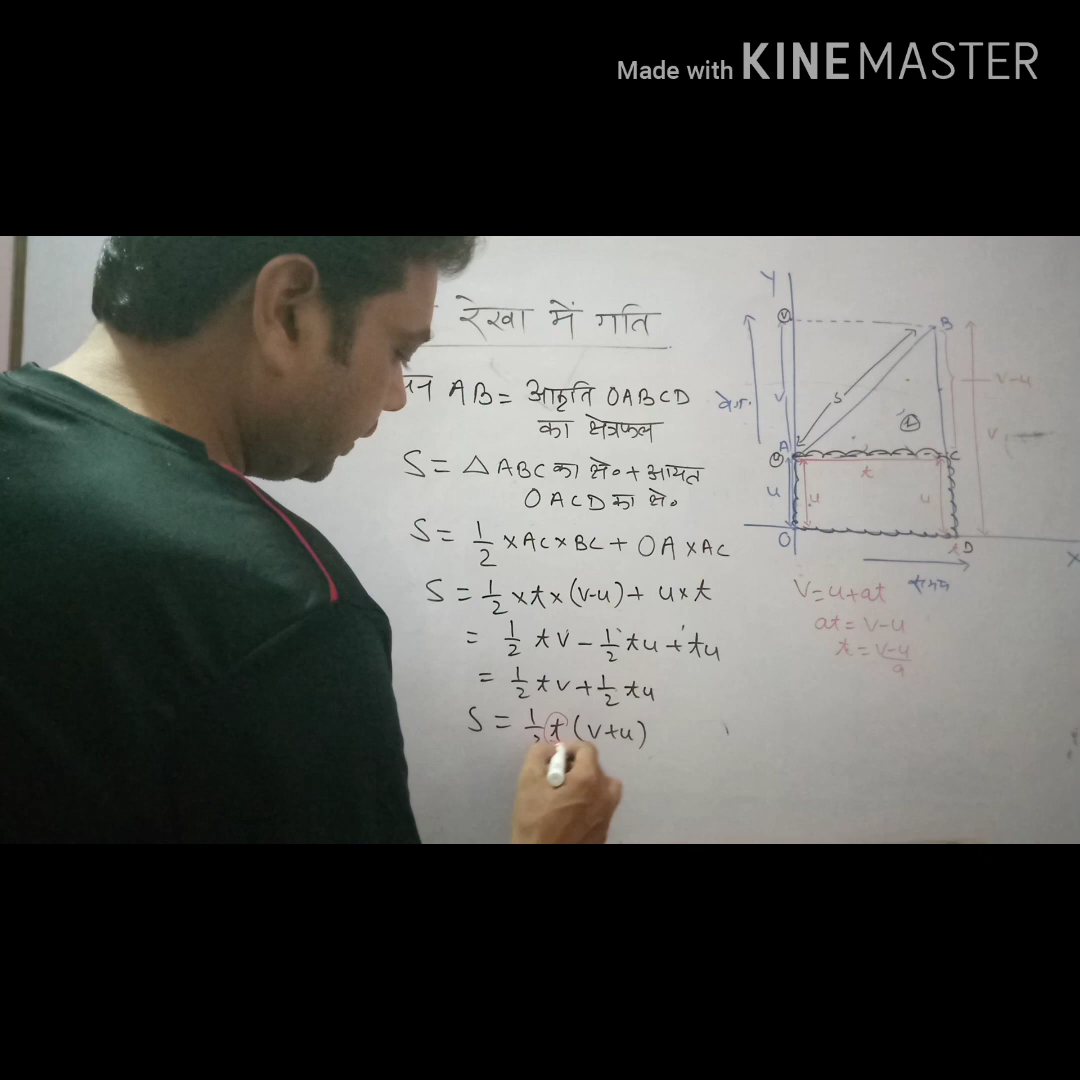 Made with KINEMASTER
रेखा में गति
AB = आकृति OABCD
का क्षेत्रफल
S = △ ABC का क्षे० + आयत
OACD का क्षे०
S = 1/2 × AC × BC + OA × AC
S = 1/2 × t × (v-u) + u × t
= 1/2 tv - 1/2 tu + tu
= 1/2 tv + 1/2 tu
S = 1/2 t (v+u)
Y
V
B
v-u
S
v
वेग
V
A
C
t
u
u
u
O
t D
X
समय
V = u + at
at = v-u
t = v-u/a